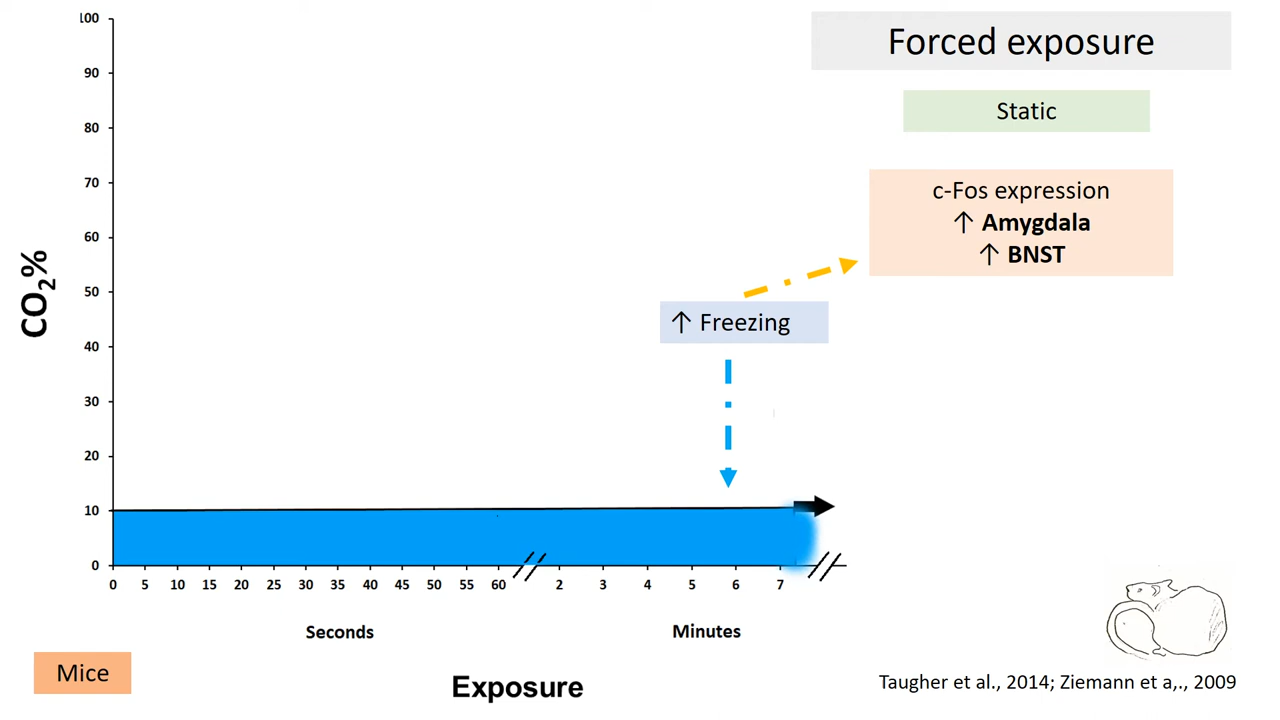 Forced exposure
Static
c-Fos expression
↑ Amygdala
↑ BNST
↑ Freezing
CO₂%
100
90
80
70
60
50
40
30
20
10
0
0 5 10 15 20 25 30 35 40 45 50 55 60 2 3 4 5 6 7
Seconds Minutes
Exposure
Mice
Taugher et al., 2014; Ziemann et a,., 2009